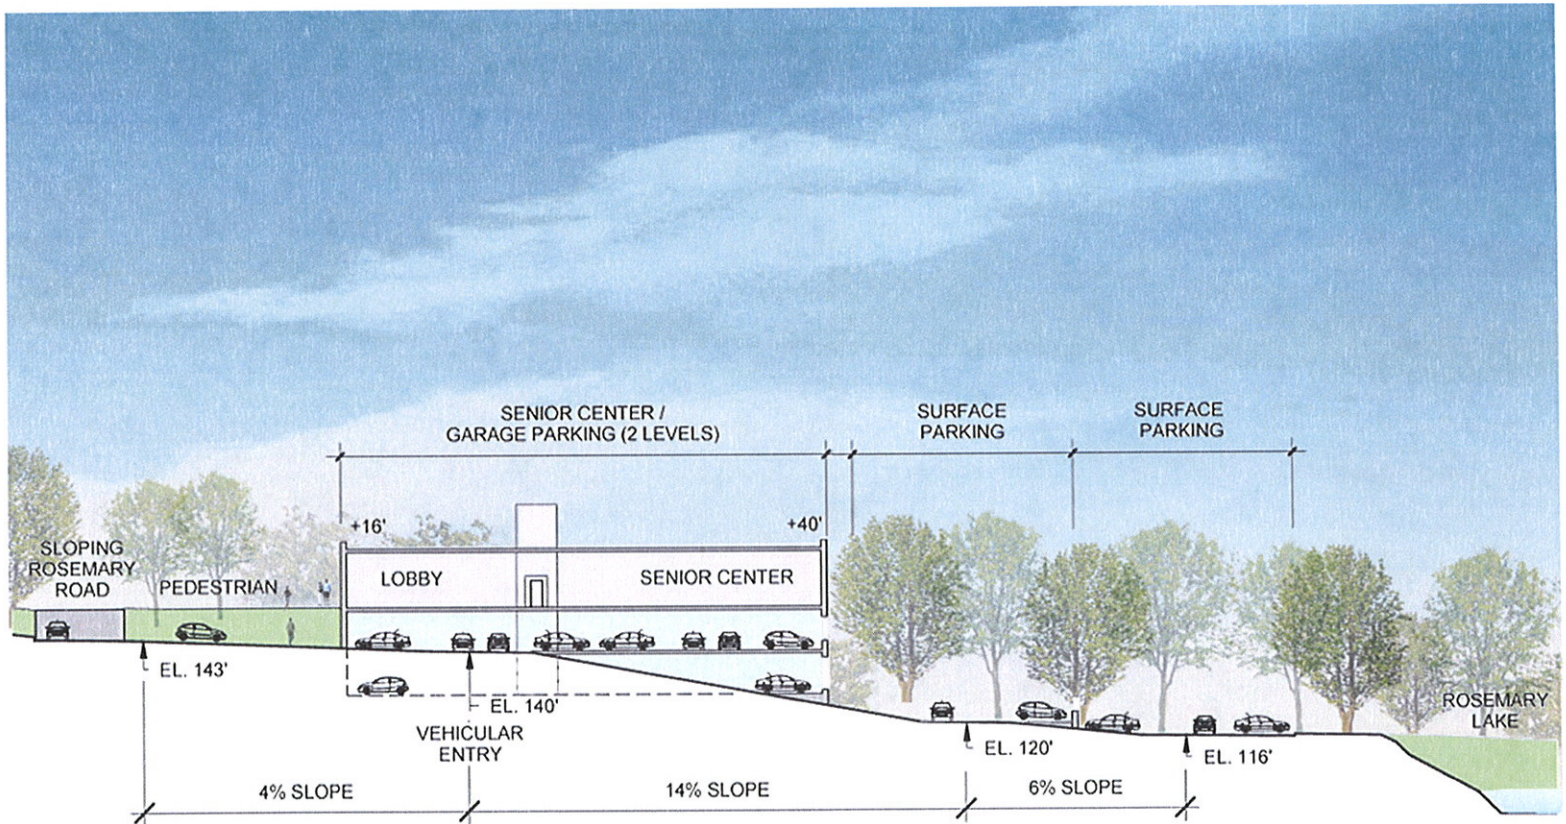 SENIOR CENTER /
GARAGE PARKING (2 LEVELS)
SURFACE
PARKING
SURFACE
PARKING
+16'
+40'
SLOPING
ROSEMARY
ROAD
PEDESTRIAN
LOBBY
SENIOR CENTER
EL. 143'
EL. 140'
VEHICULAR
ENTRY
ROSEMARY
LAKE
EL. 120'
EL. 116'
4% SLOPE
14% SLOPE
6% SLOPE